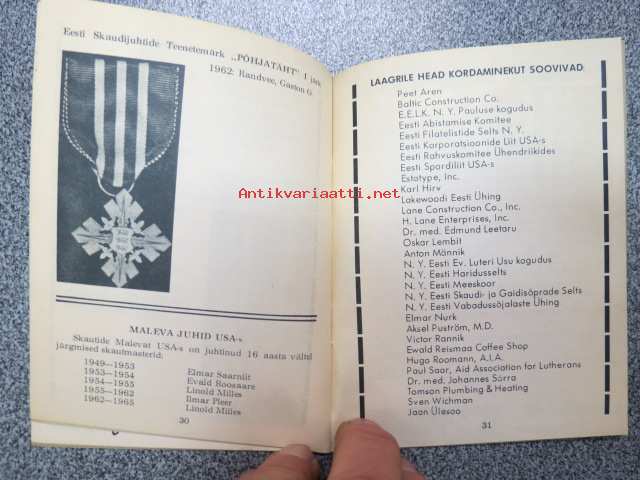 Eesti Skaudijuhtide Teenetemärk „PÕHJATÄHT" I järk
1962: Randvee, Gaston O.
MALEVA JUHID USA-s
Skautide Malevat USA-s on juhtinud 16 aasta vältel
järgmised skautmasterid:
1949—1953 Elmar Saarniit
1953—1954 Evald Roosaare
1954—1955 Linold Milles
1955—1962 Ilmar Pleer
1962—1965 Linold Milles
30
LAAGRILE HEAD KORDAMINEKUT SOOVIVAD:
Peet Aren
Baltic Construction Co.
E.E.L.K. N. Y. Pauluse kogudus
Eesti Abistamise Komitee
Eesti Filatelistide Selts N. Y.
Eesti Korporatsioonide Liit USA-s
Eesti Rahvuskomitee Ühendriikides
Eesti Spordiliit USA-s
Estotype, Inc.
Karl Hirv
Lakewoodi Eesti Ühing
Lane Construction Co., Inc.
H. Lane Enterprises, Inc.
Dr. med. Edmund Leetaru
Oskar Lembit
Anton Männik
N. Y. Eesti Ev. Luteri Usu kogudus
N. Y. Eesti Haridusselts
N. Y. Eesti Meeskoor
N. Y. Eesti Skaudi- ja Gaidisõprade Selts
N. Y. Eesti Vabadussõjalaste Ühing
Elmar Nurk
Aksel Puström, M.D.
Victor Rannik
Ewald Reismaa Coffee Shop
Hugo Roomann, A.I.A.
Paul Saar, Aid Association for Lutherans
Dr. med. Johannes Sarra
Tomson Plumbing & Heating
Sven Wichman
Jaan Ülesoo
31
Antikvariaatti.net